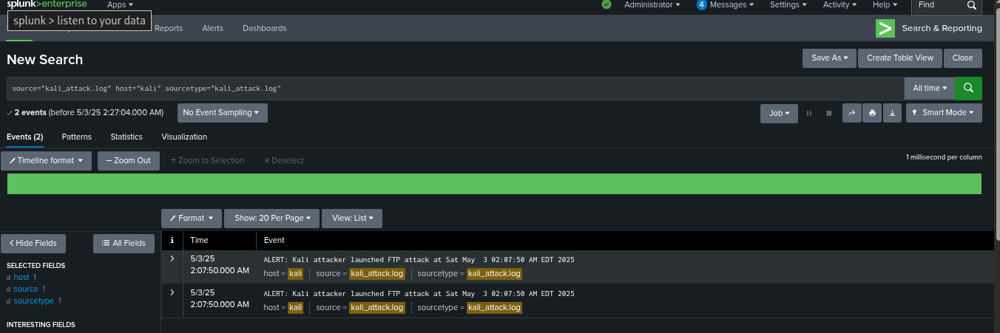 splunk>enterprise Apps Administrator 4 Messages Settings Activity Help Find
splunk > listen to your data
Reports Alerts Dashboards Search & Reporting
New Search Save As Create Table View Close
source="kali_attack.log" host="kali" sourcetype="kali_attack.log" All time
2 events (before 5/3/25 2:27:04.000 AM) No Event Sampling Job Smart Mode
Events (2) Patterns Statistics Visualization
Timeline format — Zoom Out + Zoom to Selection × Deselect 1 millisecond per column
Format Show: 20 Per Page View: List
< Hide Fields All Fields i Time Event
SELECTED FIELDS
a host 1
a source 1
a sourcetype 1
INTERESTING FIELDS
> 5/3/25 ALERT: Kali attacker launched FTP attack at Sat May  3 02:07:50 AM EDT 2025
2:07:50.000 AM host = kali source = kali_attack.log sourcetype = kali_attack.log
> 5/3/25 ALERT: Kali attacker launched FTP attack at Sat May  3 02:07:50 AM EDT 2025
2:07:50.000 AM host = kali source = kali_attack.log sourcetype = kali_attack.log